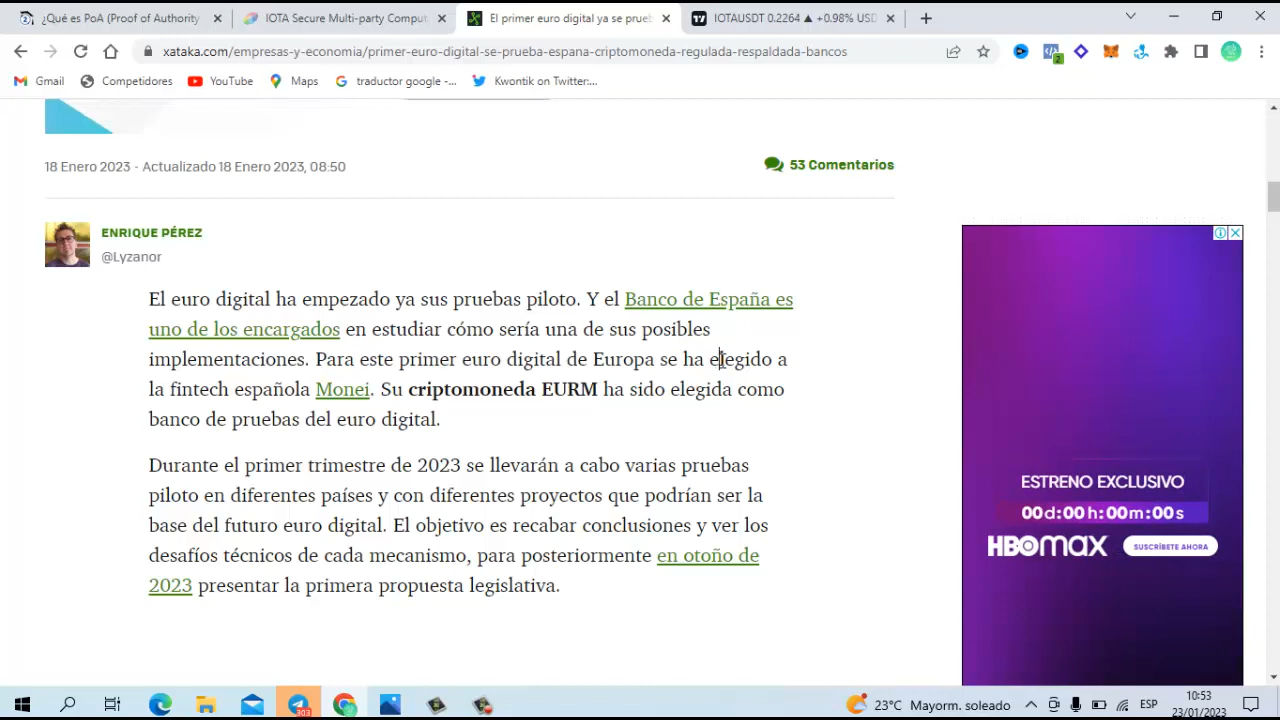 ¿Qué es PoA (Proof of Authority
IOTA Secure Multi-party Comput
El primer euro digital ya se prueb
IOTAUSDT 0.2264 ▲ +0.98% USD
xataka.com/empresas-y-economia/primer-euro-digital-se-prueba-espana-criptomoneda-regulada-respaldada-bancos
2
Gmail
Competidores
YouTube
Maps
traductor google -...
Kwontik on Twitter:...
18 Enero 2023 - Actualizado 18 Enero 2023, 08:50
53 Comentarios
ENRIQUE PÉREZ
@Lyzanor
El euro digital ha empezado ya sus pruebas piloto. Y el Banco de España es
uno de los encargados en estudiar cómo sería una de sus posibles
implementaciones. Para este primer euro digital de Europa se ha elegido a
la fintech española Monei. Su criptomoneda EURM ha sido elegida como
banco de pruebas del euro digital.
Durante el primer trimestre de 2023 se llevarán a cabo varias pruebas
piloto en diferentes países y con diferentes proyectos que podrían ser la
base del futuro euro digital. El objetivo es recabar conclusiones y ver los
desafíos técnicos de cada mecanismo, para posteriormente en otoño de
2023 presentar la primera propuesta legislativa.
ESTRENO EXCLUSIVO
00d:00h:00m:00s
HBOMAX
SUSCRÍBETE AHORA
303
23°C Mayorm. soleado
ESP
10:53
23/01/2023